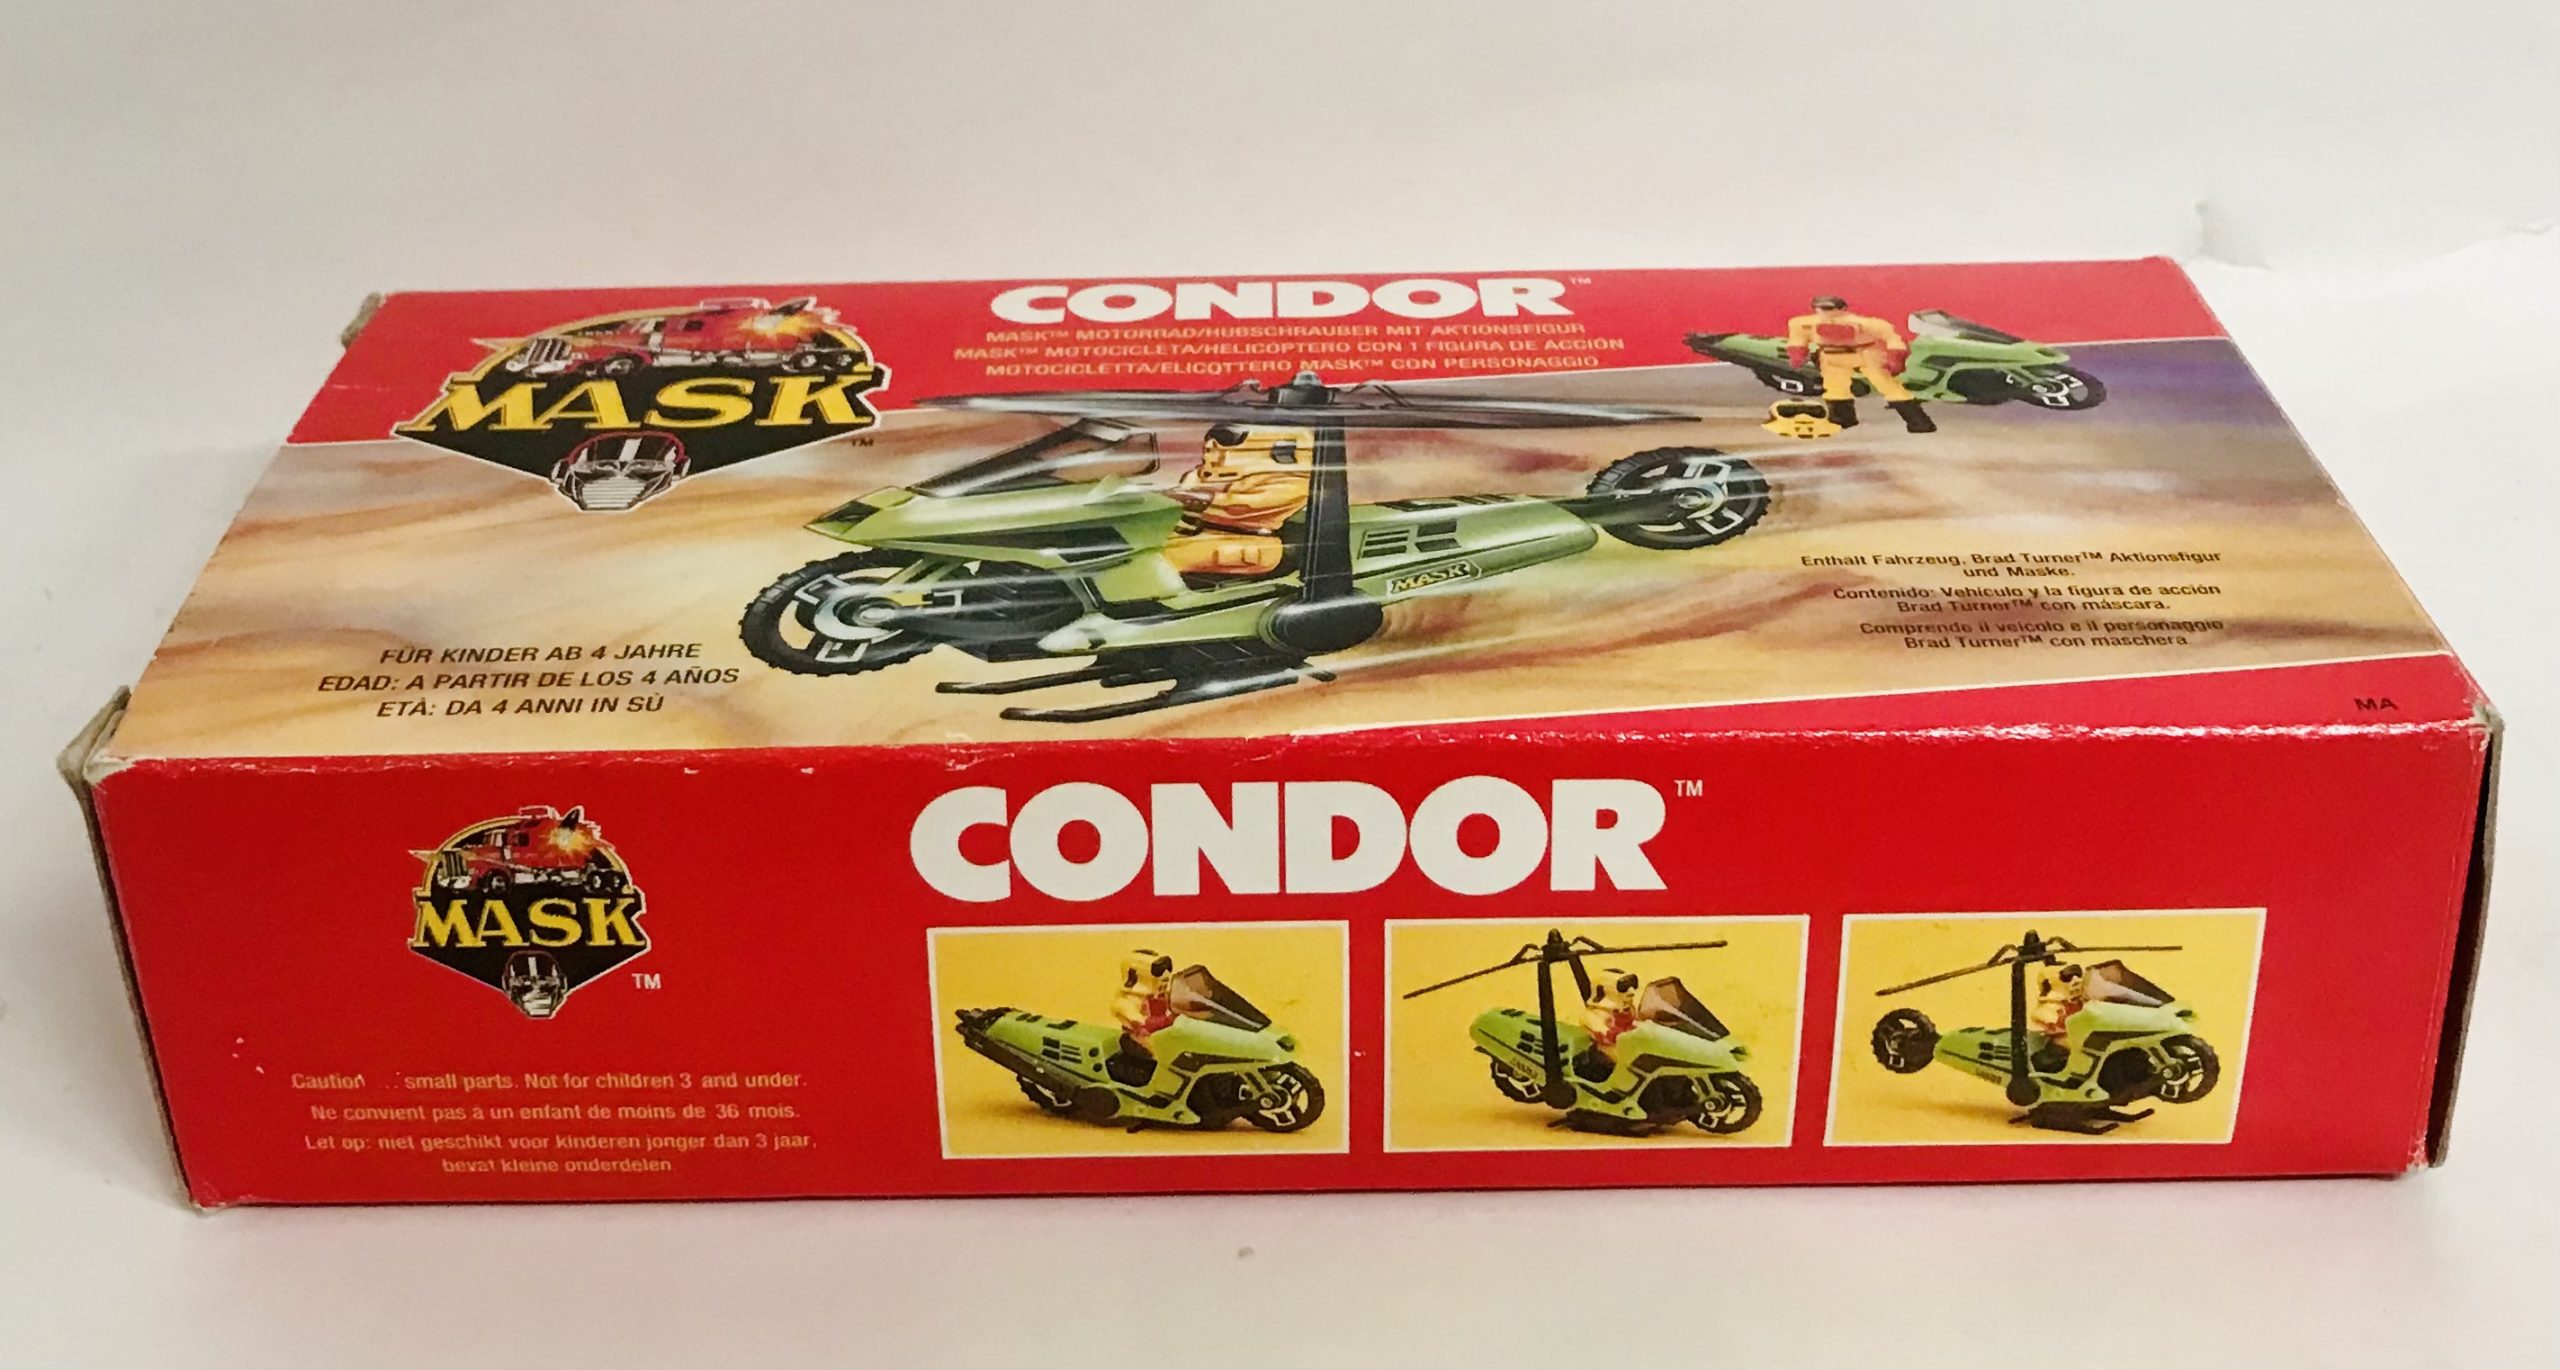 MASK™
CONDOR™
MASK™ MOTORRAD/HUBSCHRAUBER MIT AKTIONSFIGUR
MASK™ MOTOCICLETA/HELICÓPTERO CON 1 FIGURA DE ACCIÓN
MOTOCICLETTA/ELICOTTERO MASK™ CON PERSONAGGIO
MASK
Enthält Fahrzeug, Brad Turner™ Aktionsfigur
und Maske.
Contenido: Vehículo y la figura de acción
Brad Turner™ con máscara.
Comprende il veicolo e il personaggio
Brad Turner™ con maschera
FÜR KINDER AB 4 JAHRE
EDAD: A PARTIR DE LOS 4 AÑOS
ETÀ: DA 4 ANNI IN SÙ
MA
MASK™
CONDOR™
Caution small parts. Not for children 3 and under.
Ne convient pas à un enfant de moins de 36 mois.
Let op: niet geschikt voor kinderen jonger dan 3 jaar,
bevat kleine onderdelen.